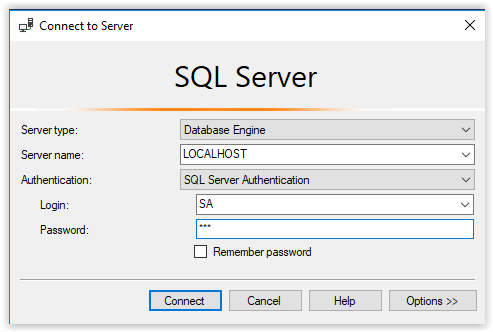 Connect to Server
SQL Server
Server type: Database Engine
Server name: LOCALHOST
Authentication: SQL Server Authentication
Login: SA
Password: ***
Remember password
Connect Cancel Help Options >>